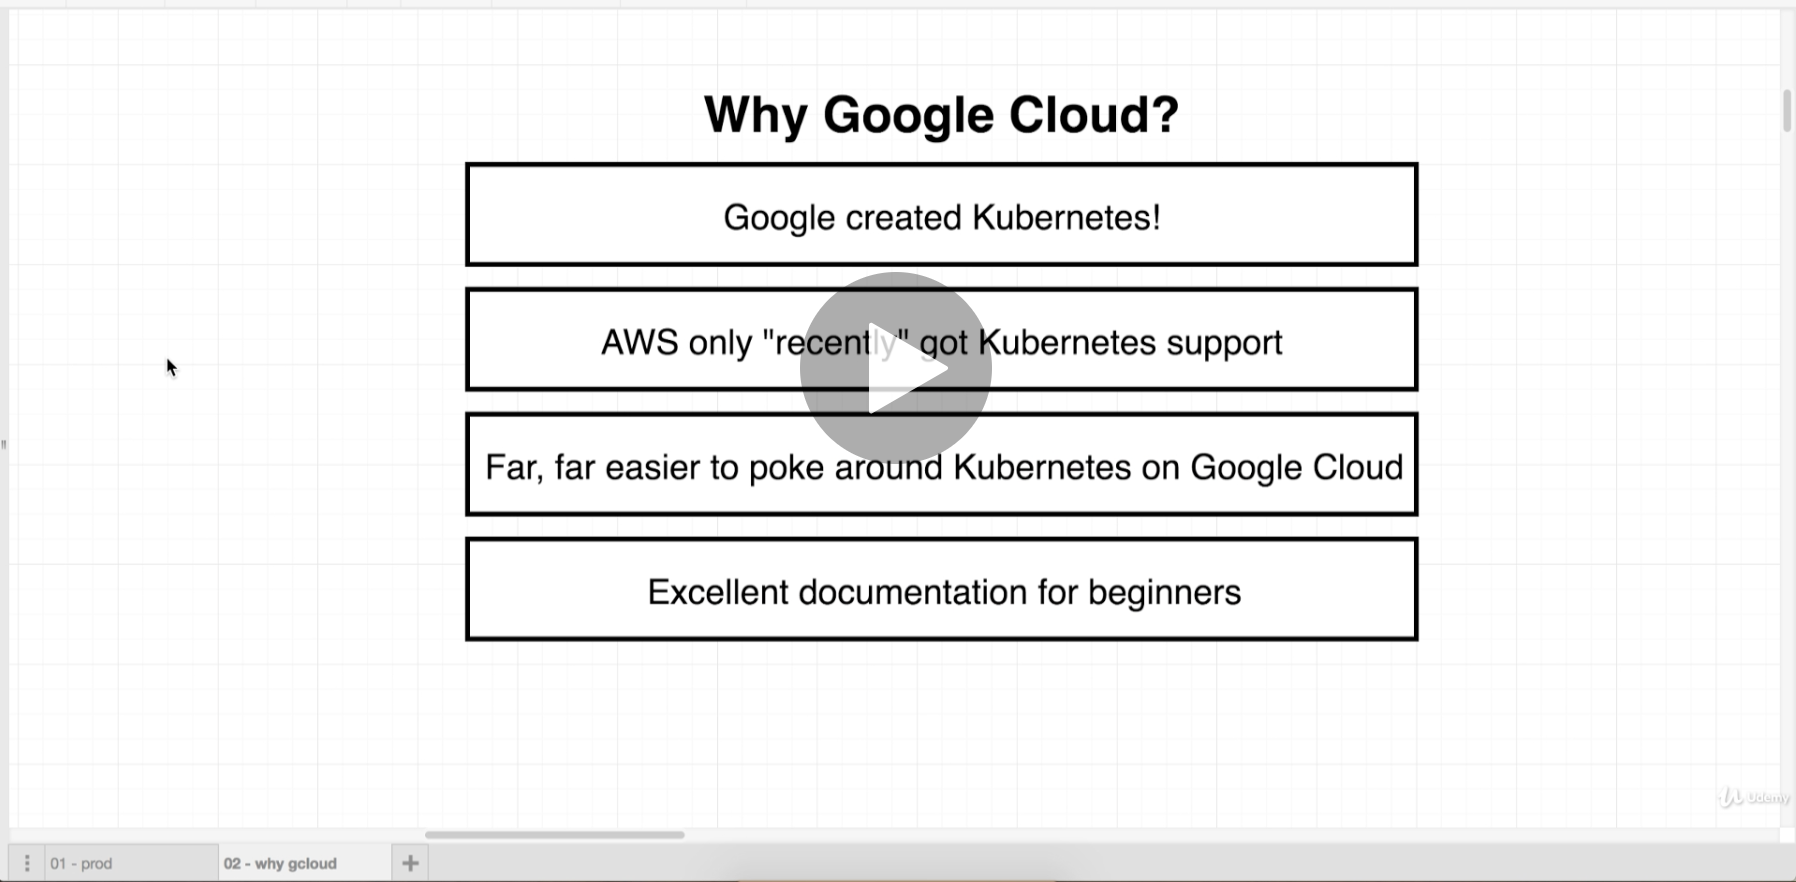 Why Google Cloud?
Google created Kubernetes!
AWS only "recently" got Kubernetes support
Far, far easier to poke around Kubernetes on Google Cloud
Excellent documentation for beginners
Udemy
01 - prod
02 - why gcloud